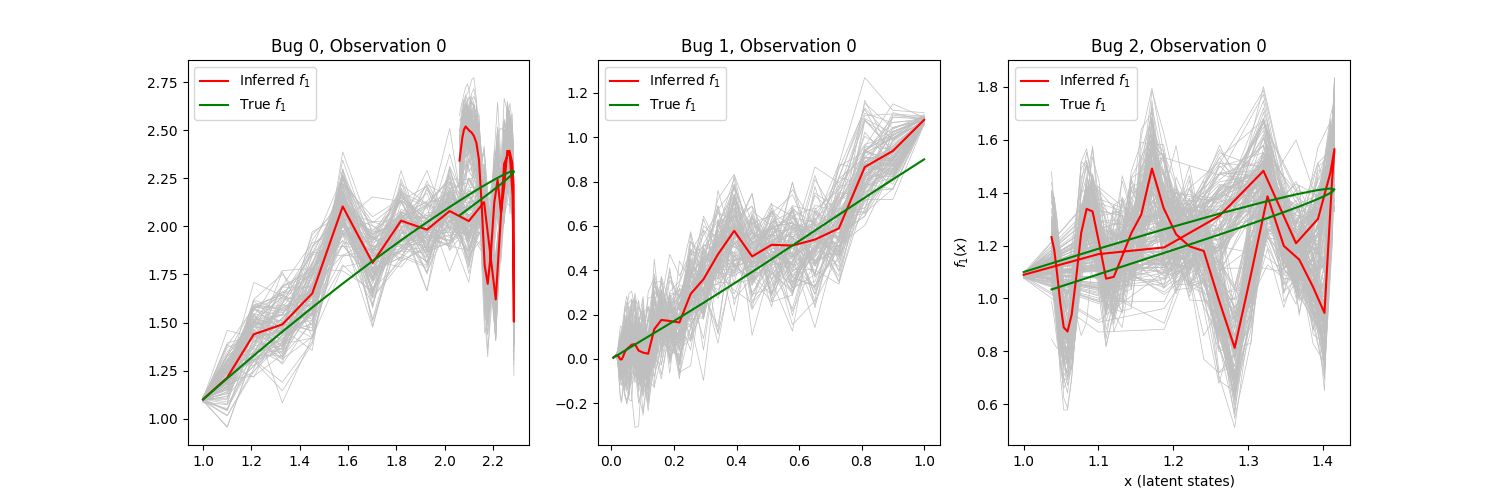 Bug 0, Observation 0
Inferred f₁
True f₁
2.75
2.50
2.25
2.00
1.75
1.50
1.25
1.00
1.0 1.2 1.4 1.6 1.8 2.0 2.2
Bug 1, Observation 0
Inferred f₁
True f₁
1.2
1.0
0.8
0.6
0.4
0.2
0.0
−0.2
0.0 0.2 0.4 0.6 0.8 1.0
Bug 2, Observation 0
Inferred f₁
True f₁
f₁(x)
1.8
1.6
1.4
1.2
1.0
0.8
0.6
1.0 1.1 1.2 1.3 1.4
x (latent states)